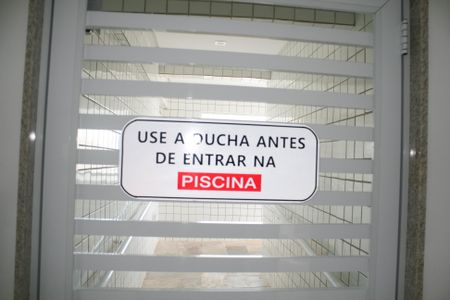 USE A DUCHA ANTES
DE ENTRAR NA
PISCINA